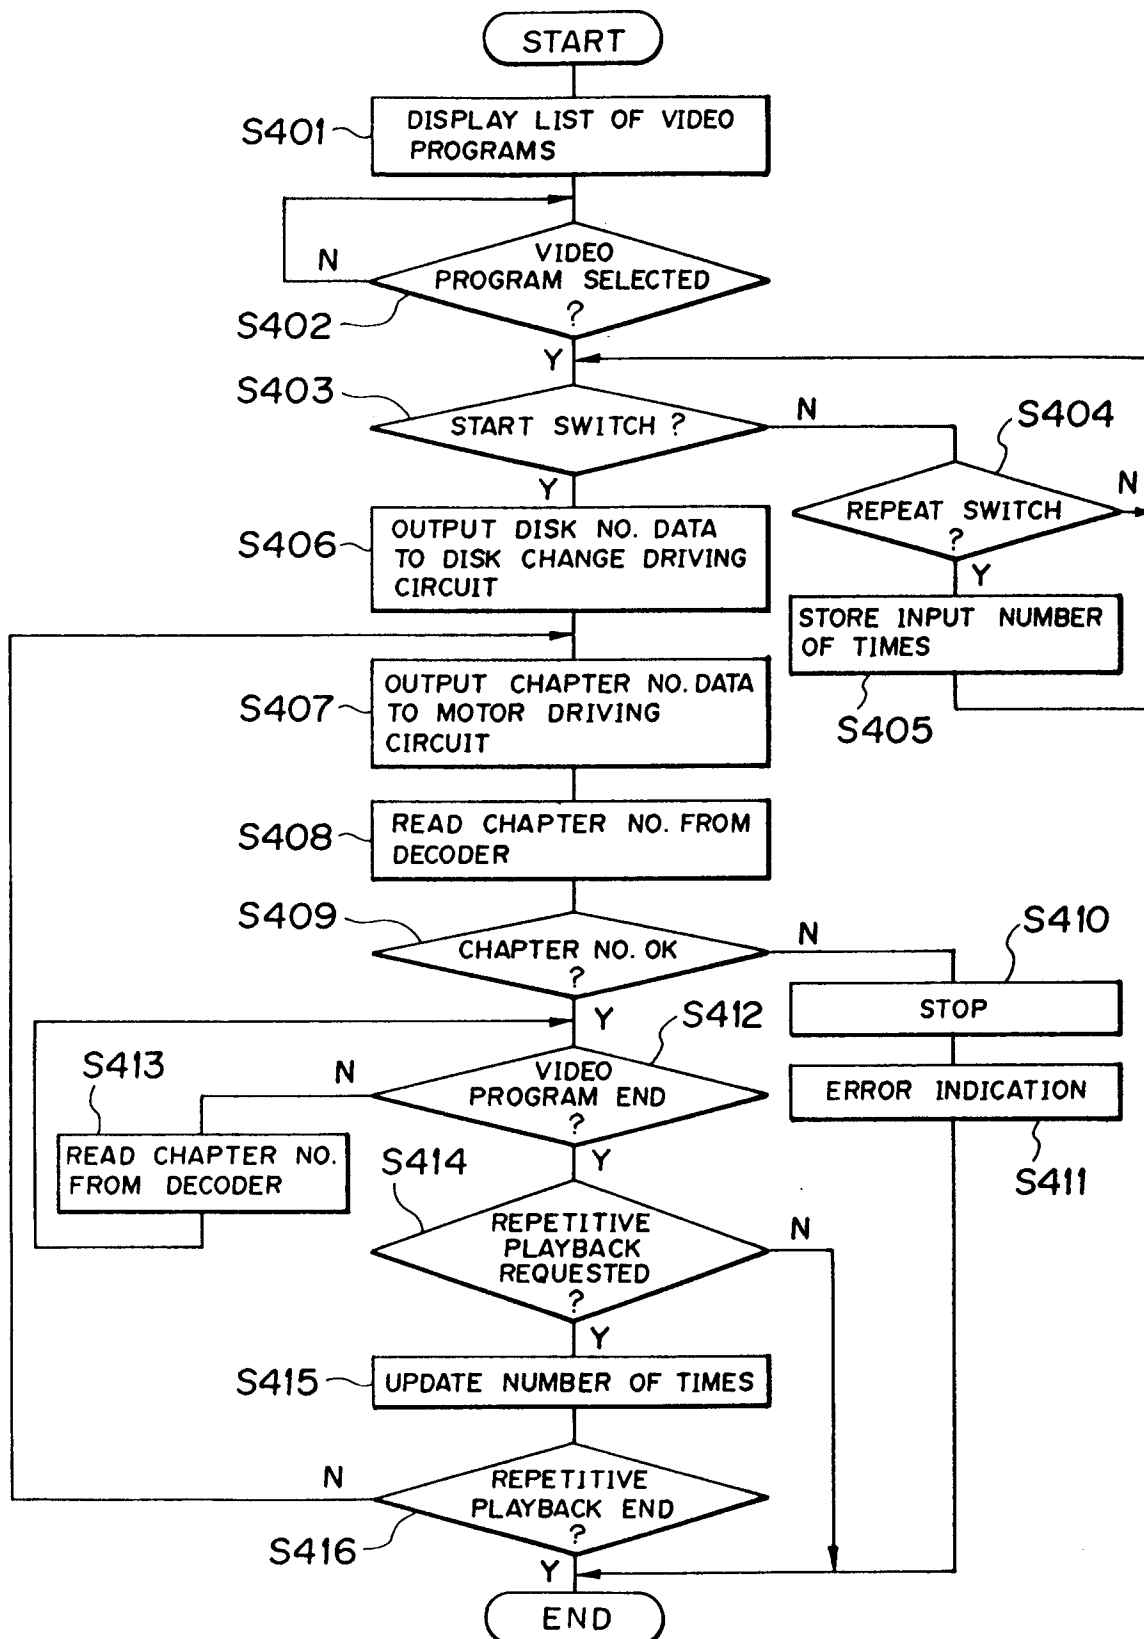 START
S401
DISPLAY LIST OF VIDEO
PROGRAMS
N
VIDEO
PROGRAM SELECTED
?
S402
Y
S403
START SWITCH ?
N
S404
Y
REPEAT SWITCH
?
N
Y
S406
OUTPUT DISK NO. DATA
TO DISK CHANGE DRIVING
CIRCUIT
STORE INPUT NUMBER
OF TIMES
S405
S407
OUTPUT CHAPTER NO. DATA
TO MOTOR DRIVING
CIRCUIT
S408
READ CHAPTER NO. FROM
DECODER
S409
CHAPTER NO. OK
?
N
S410
STOP
Y
S412
S413
N
VIDEO
PROGRAM END
?
ERROR INDICATION
S411
READ CHAPTER NO.
FROM DECODER
Y
S414
REPETITIVE
PLAYBACK
REQUESTED
?
N
Y
S415
UPDATE NUMBER OF TIMES
N
REPETITIVE
PLAYBACK END
?
S416
Y
END